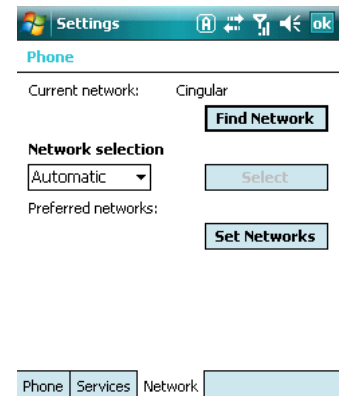 Settings
ok
Phone
Current network: Cingular
Find Network
Network selection
Automatic Select
Preferred networks:
Set Networks
Phone Services Network